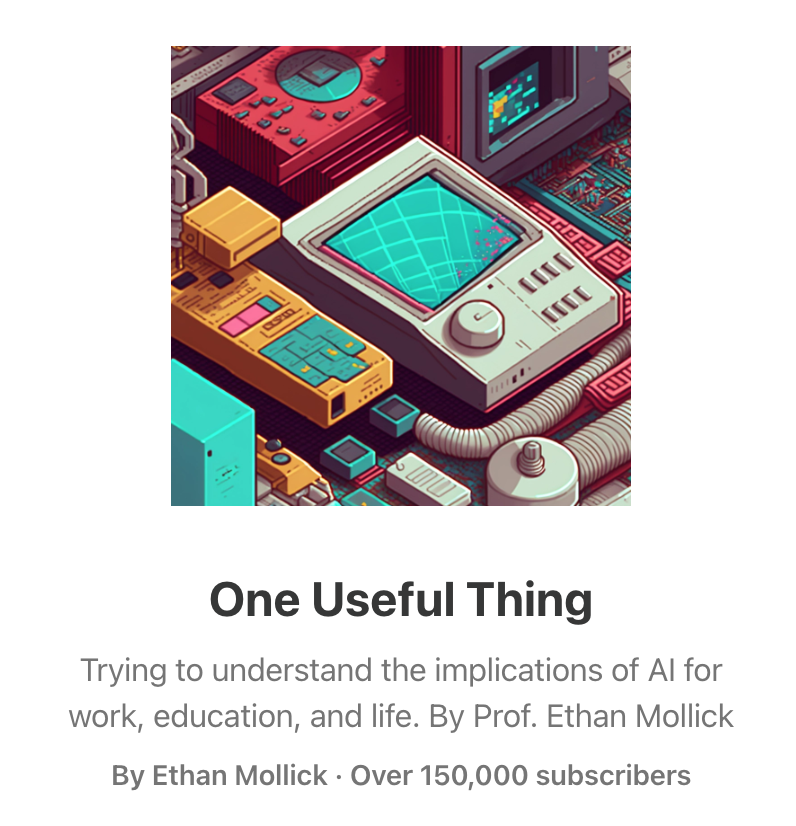 One Useful Thing
Trying to understand the implications of AI for
work, education, and life. By Prof. Ethan Mollick
By Ethan Mollick · Over 150,000 subscribers